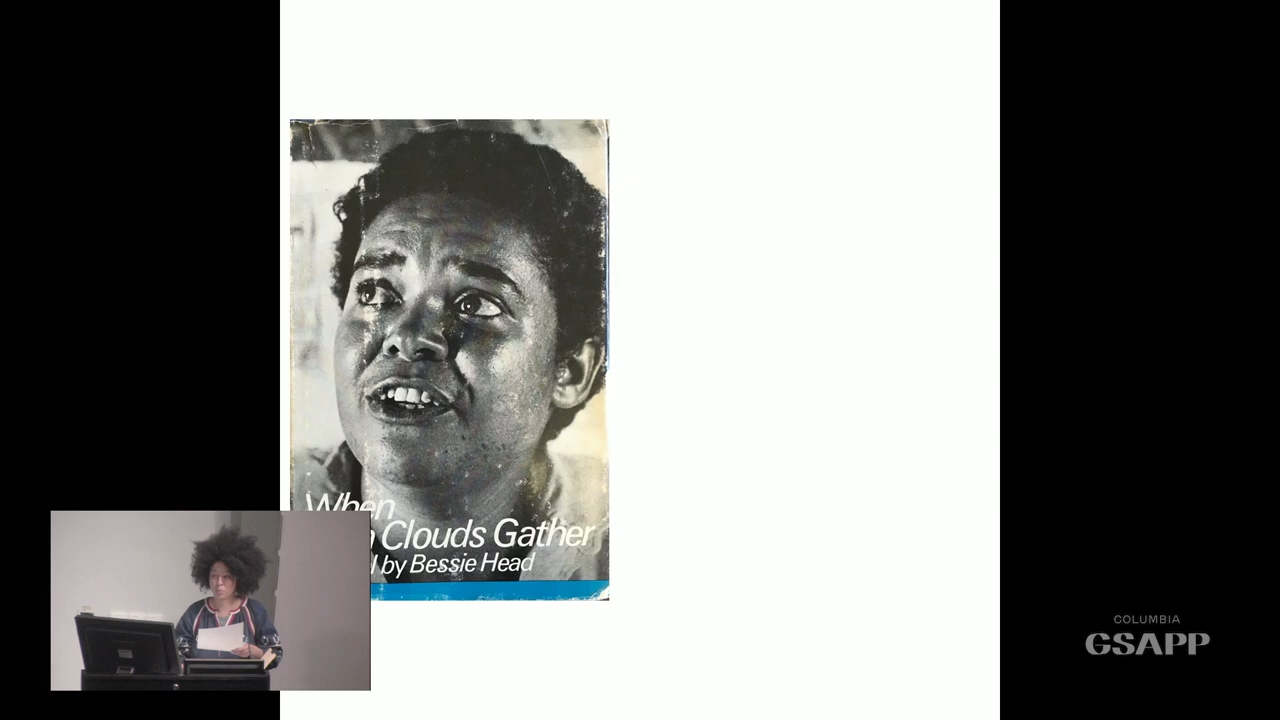 When
Clouds Gather
by Bessie Head
COLUMBIA
GSAPP